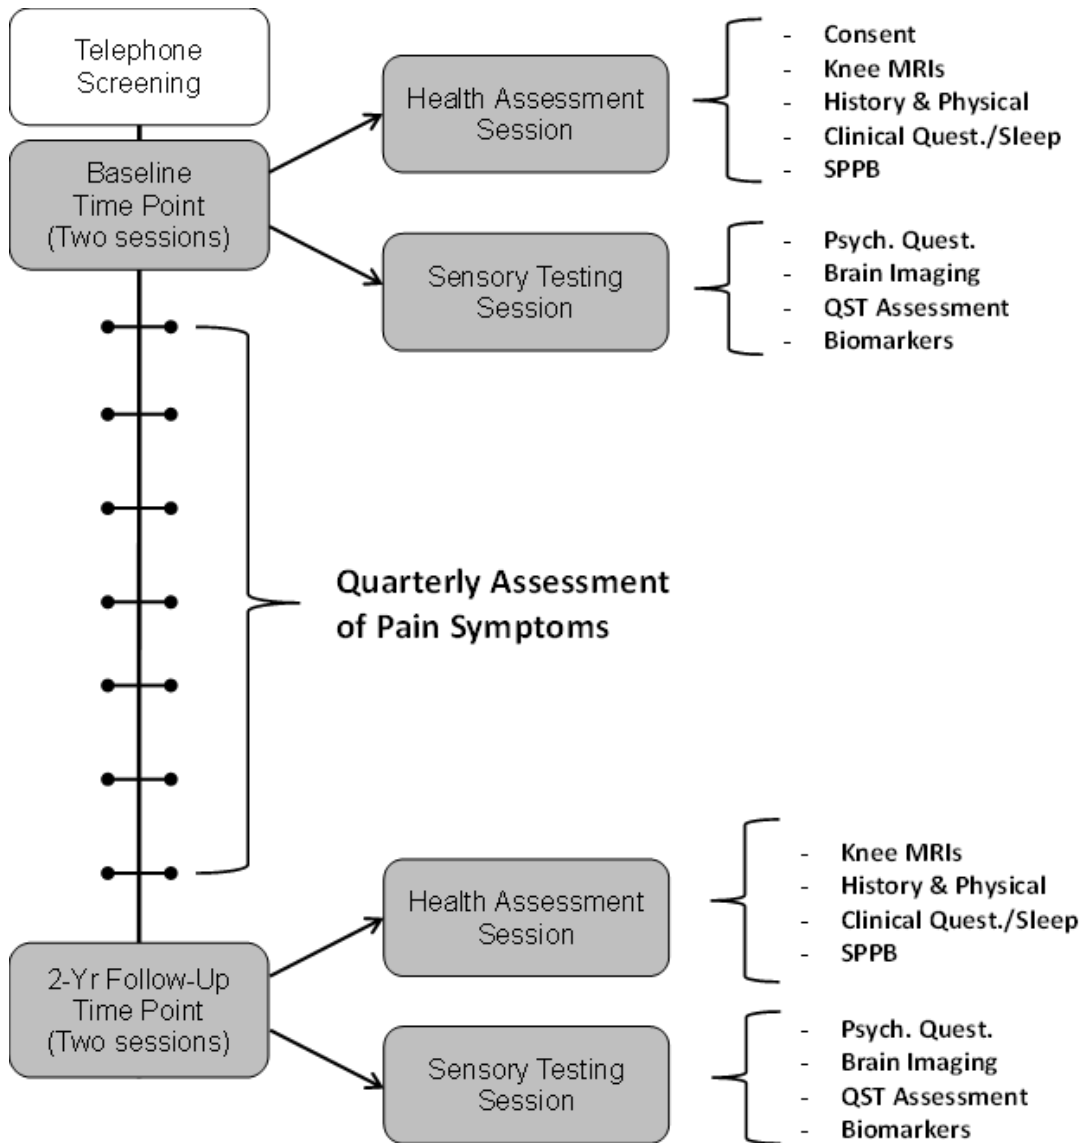 Telephone
Screening
Baseline
Time Point
(Two sessions)
Health Assessment
Session
- Consent
- Knee MRIs
- History & Physical
- Clinical Quest./Sleep
- SPPB
Sensory Testing
Session
- Psych. Quest.
- Brain Imaging
- QST Assessment
- Biomarkers
Quarterly Assessment
of Pain Symptoms
2-Yr Follow-Up
Time Point
(Two sessions)
Health Assessment
Session
- Knee MRIs
- History & Physical
- Clinical Quest./Sleep
- SPPB
Sensory Testing
Session
- Psych. Quest.
- Brain Imaging
- QST Assessment
- Biomarkers